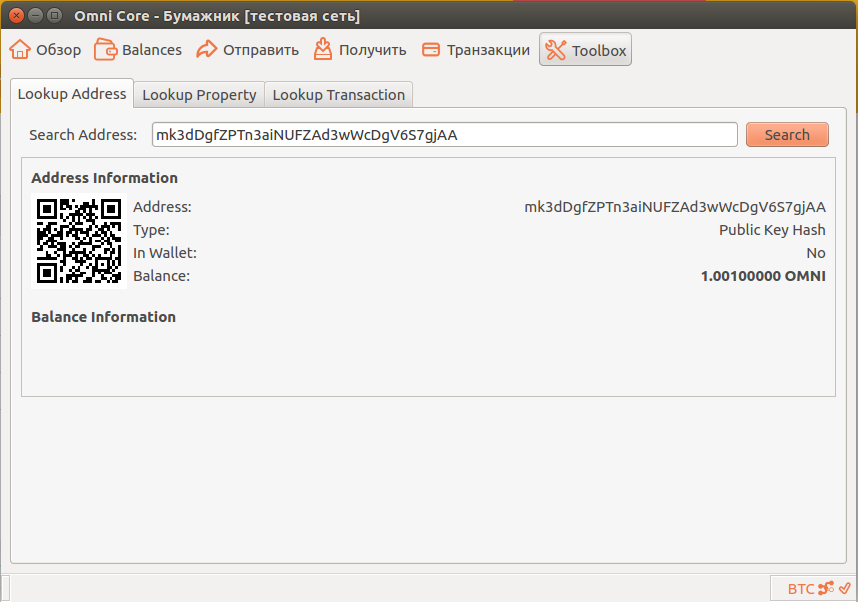 Omni Core - Бумажник [тестовая сеть]
Обзор Balances Отправить Получить Транзакции Toolbox
Lookup Address Lookup Property Lookup Transaction
Search Address: mk3dDgfZPTn3aiNUFZAd3wWcDgV6S7gjAA Search
Address Information
Address: mk3dDgfZPTn3aiNUFZAd3wWcDgV6S7gjAA
Type: Public Key Hash
In Wallet: No
Balance: 1.00100000 OMNI
Balance Information
BTC